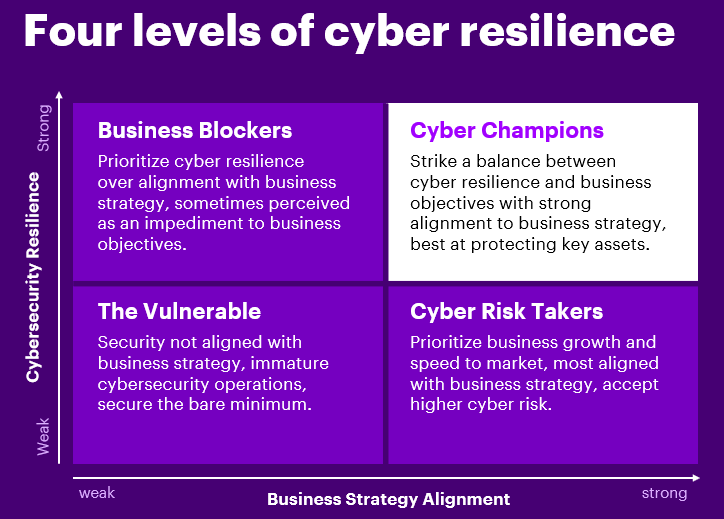 Four levels of cyber resilience
Strong
Cybersecurity Resilience
Weak
Business Blockers
Prioritize cyber resilience
over alignment with business
strategy, sometimes perceived
as an impediment to business
objectives.
Cyber Champions
Strike a balance between
cyber resilience and business
objectives with strong
alignment to business strategy,
best at protecting key assets.
The Vulnerable
Security not aligned with
business strategy, immature
cybersecurity operations,
secure the bare minimum.
Cyber Risk Takers
Prioritize business growth and
speed to market, most aligned
with business strategy, accept
higher cyber risk.
weak
Business Strategy Alignment
strong